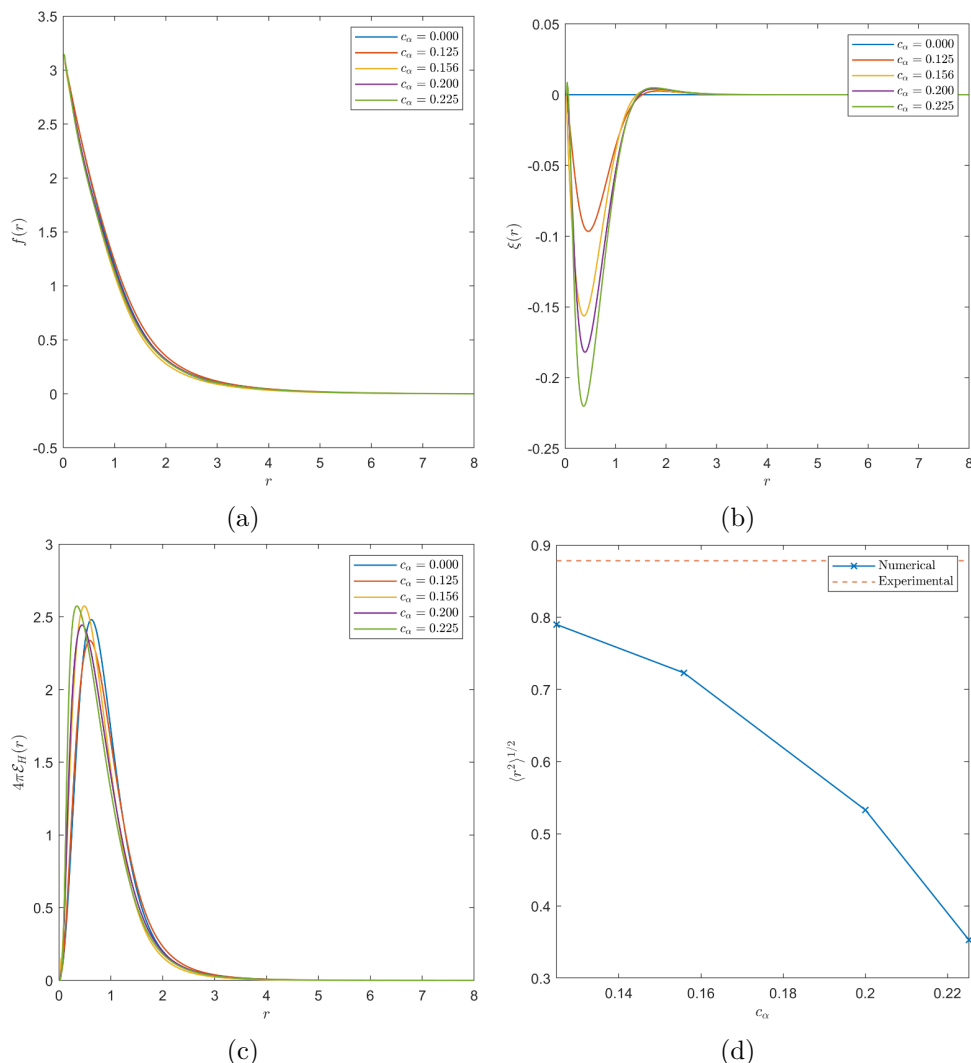 3.5
3
2.5
2
1.5
1
0.5
0
-0.5
f(r)
0 1 2 3 4 5 6 7 8
r
c_α = 0.000
c_α = 0.125
c_α = 0.156
c_α = 0.200
c_α = 0.225
(a)
0.05
0
-0.05
-0.1
-0.15
-0.2
-0.25
ξ(r)
0 1 2 3 4 5 6 7 8
r
c_α = 0.000
c_α = 0.125
c_α = 0.156
c_α = 0.200
c_α = 0.225
(b)
3
2.5
2
1.5
1
0.5
0
4πℰ_H(r)
0 1 2 3 4 5 6 7 8
r
c_α = 0.000
c_α = 0.125
c_α = 0.156
c_α = 0.200
c_α = 0.225
(c)
0.9
0.8
0.7
0.6
0.5
0.4
0.3
⟨r²⟩^{1/2}
0.14 0.16 0.18 0.2 0.22
c_α
Numerical
Experimental
(d)